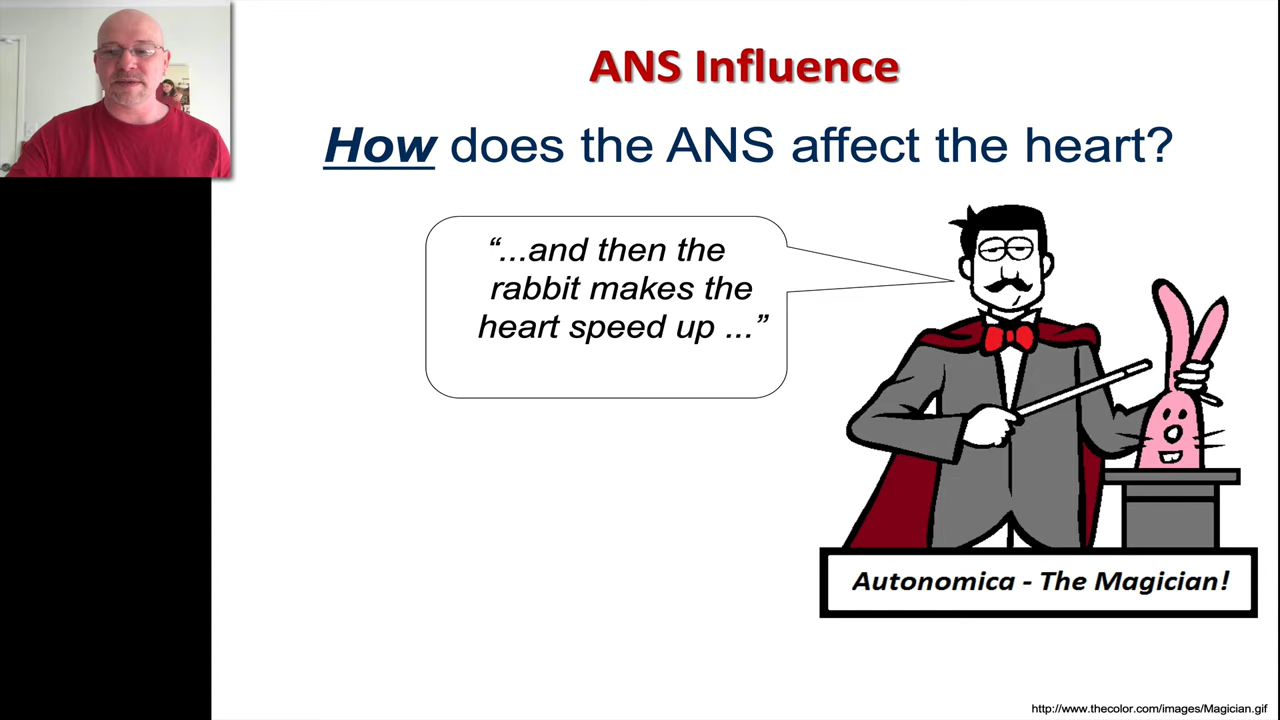 ANS Influence
How does the ANS affect the heart?
“...and then the
rabbit makes the
heart speed up ...”
Autonomica - The Magician!
http://www.thecolor.com/images/Magician.gif